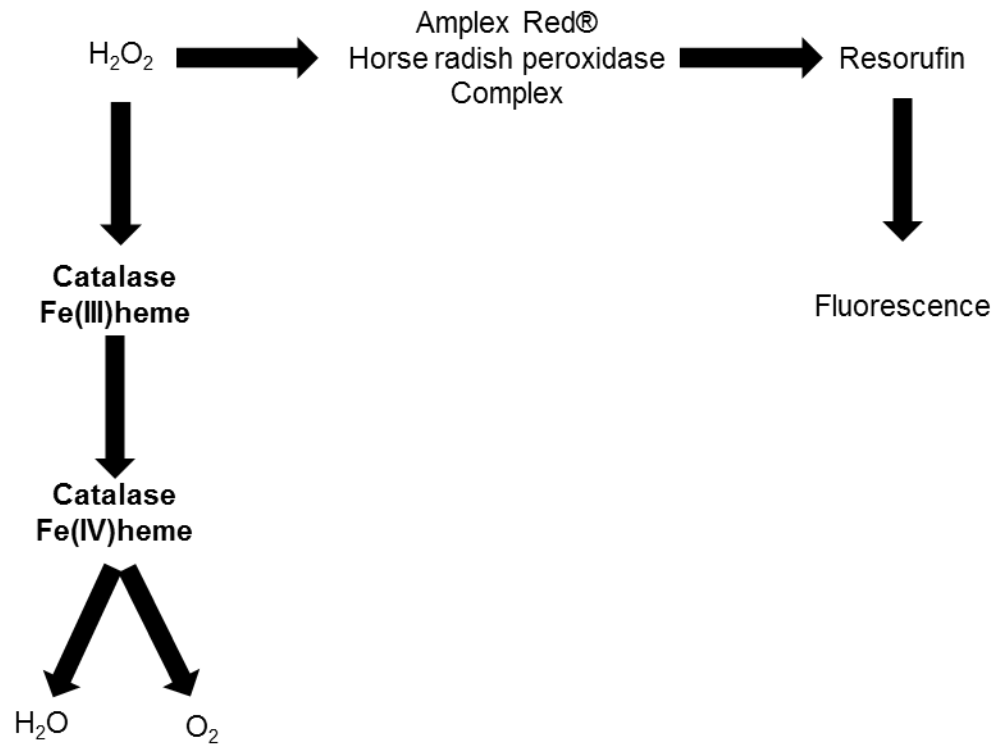 Amplex Red®
H₂O₂
Horse radish peroxidase
Resorufin
Complex
Catalase
Fe(III)heme
Fluorescence
Catalase
Fe(IV)heme
H₂O
O₂